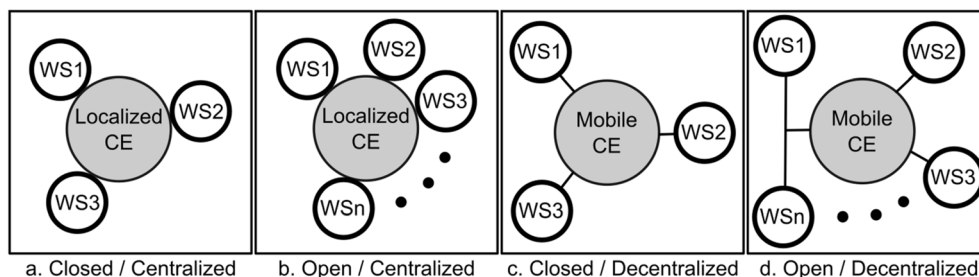 WS1
Localized
CE
WS2
WS3
a. Closed / Centralized
WS1
WS2
WS3
Localized
CE
WSn
b. Open / Centralized
WS1
Mobile
CE
WS2
WS3
c. Closed / Decentralized
WS1
WS2
Mobile
CE
WS3
WSn
d. Open / Decentralized